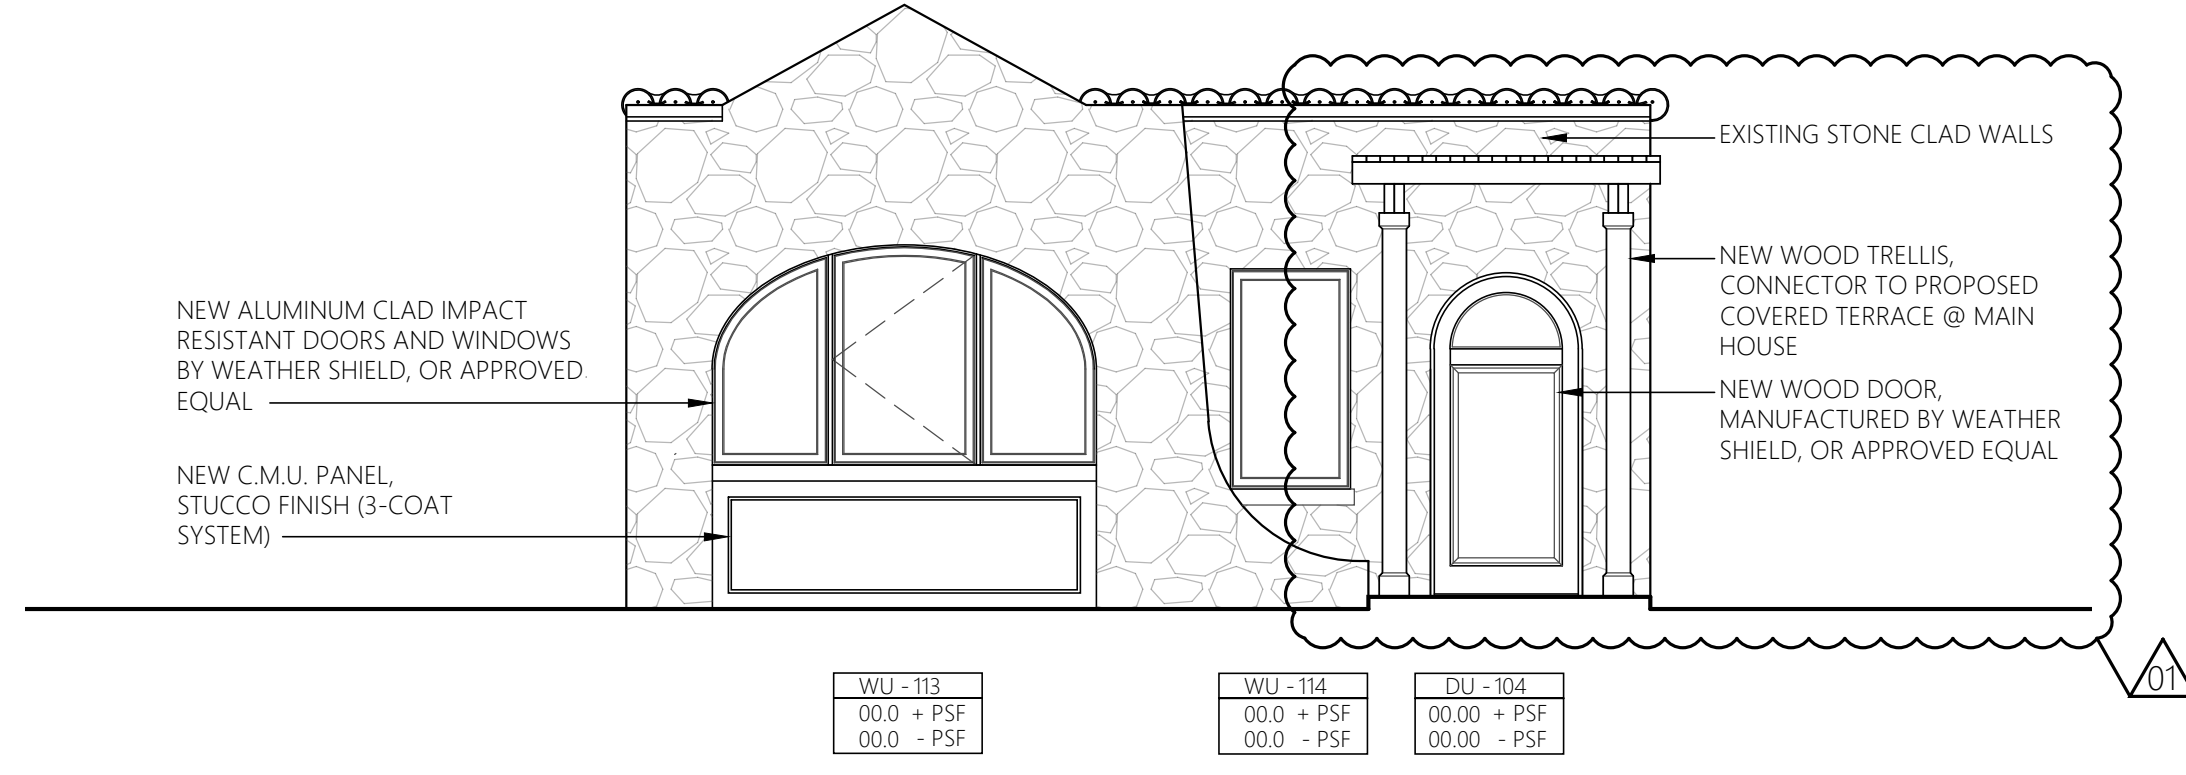 EXISTING STONE CLAD WALLS
NEW WOOD TRELLIS,
CONNECTOR TO PROPOSED
COVERED TERRACE @ MAIN
HOUSE
NEW WOOD DOOR,
MANUFACTURED BY WEATHER
SHIELD, OR APPROVED EQUAL
NEW ALUMINUM CLAD IMPACT
RESISTANT DOORS AND WINDOWS
BY WEATHER SHIELD, OR APPROVED
EQUAL
NEW C.M.U. PANEL,
STUCCO FINISH (3-COAT
SYSTEM)
WU - 113
00.0 + PSF
00.0 - PSF
WU - 114
00.0 + PSF
00.0 - PSF
DU - 104
00.00 + PSF
00.00 - PSF
01